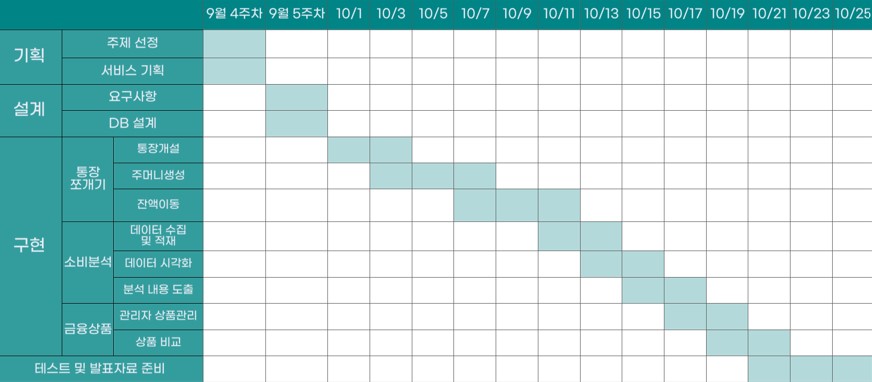 9월 4주차 9월 5주차 10/1 10/3 10/5 10/7 10/9 10/11 10/13 10/15 10/17 10/19 10/21 10/23 10/25
기획
주제 선정
서비스 기획
설계
요구사항
DB 설계
구현
통장
쪼개기
통장개설
주머니생성
잔액이동
소비분석
데이터 수집
및 적재
데이터 시각화
분석 내용 도출
금융상품
관리자 상품관리
상품 비교
테스트 및 발표자료 준비